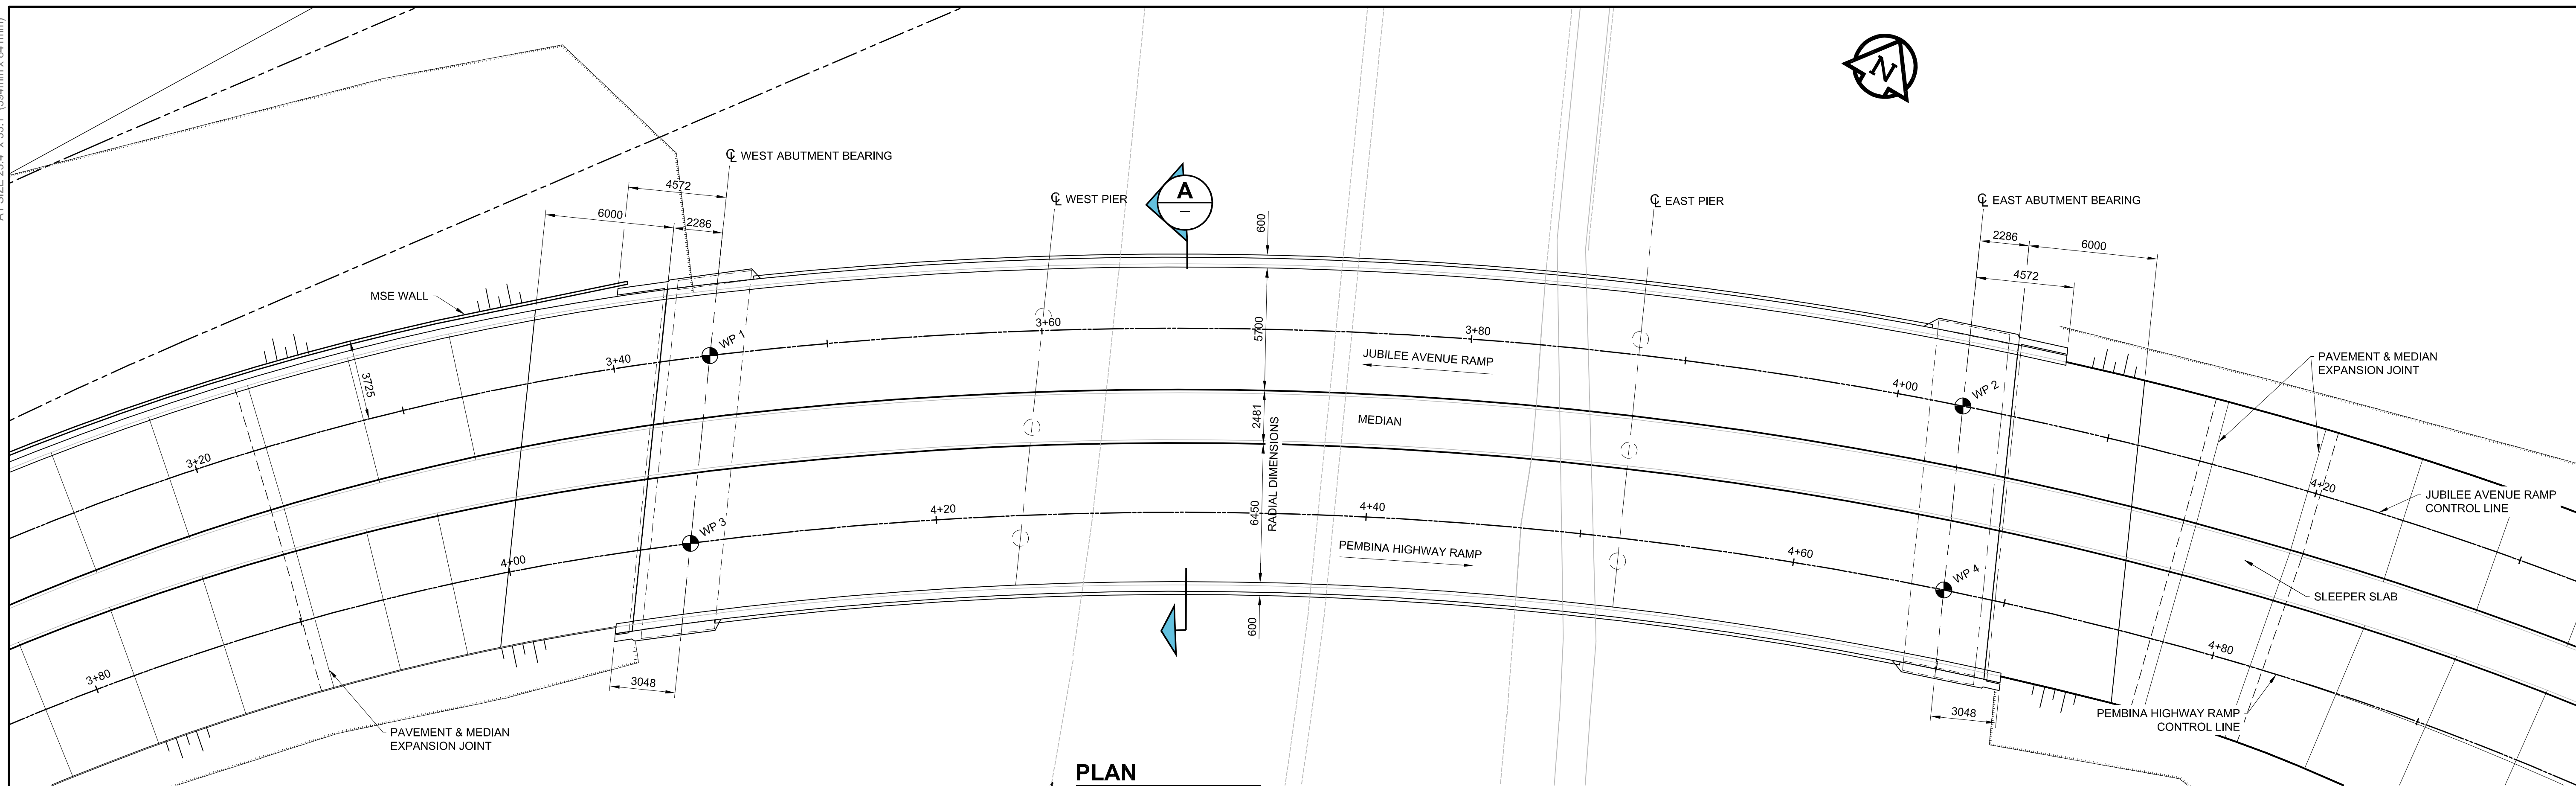 N
℄ WEST ABUTMENT BEARING
4572
6000
2286
℄ WEST PIER
A
–
600
℄ EAST PIER
℄ EAST ABUTMENT BEARING
2286
6000
4572
MSE WALL
3725
3+20
3+40
WP 1
3+60
5700
3+80
JUBILEE AVENUE RAMP
4+00
WP 2
PAVEMENT & MEDIAN
EXPANSION JOINT
2481
MEDIAN
RADIAL DIMENSIONS
4+20
JUBILEE AVENUE RAMP
CONTROL LINE
3+80
4+00
WP 3
4+20
6450
4+40
PEMBINA HIGHWAY RAMP
4+60
WP 4
SLEEPER SLAB
4+80
600
3048
3048
PEMBINA HIGHWAY RAMP
CONTROL LINE
PAVEMENT & MEDIAN
EXPANSION JOINT
PLAN